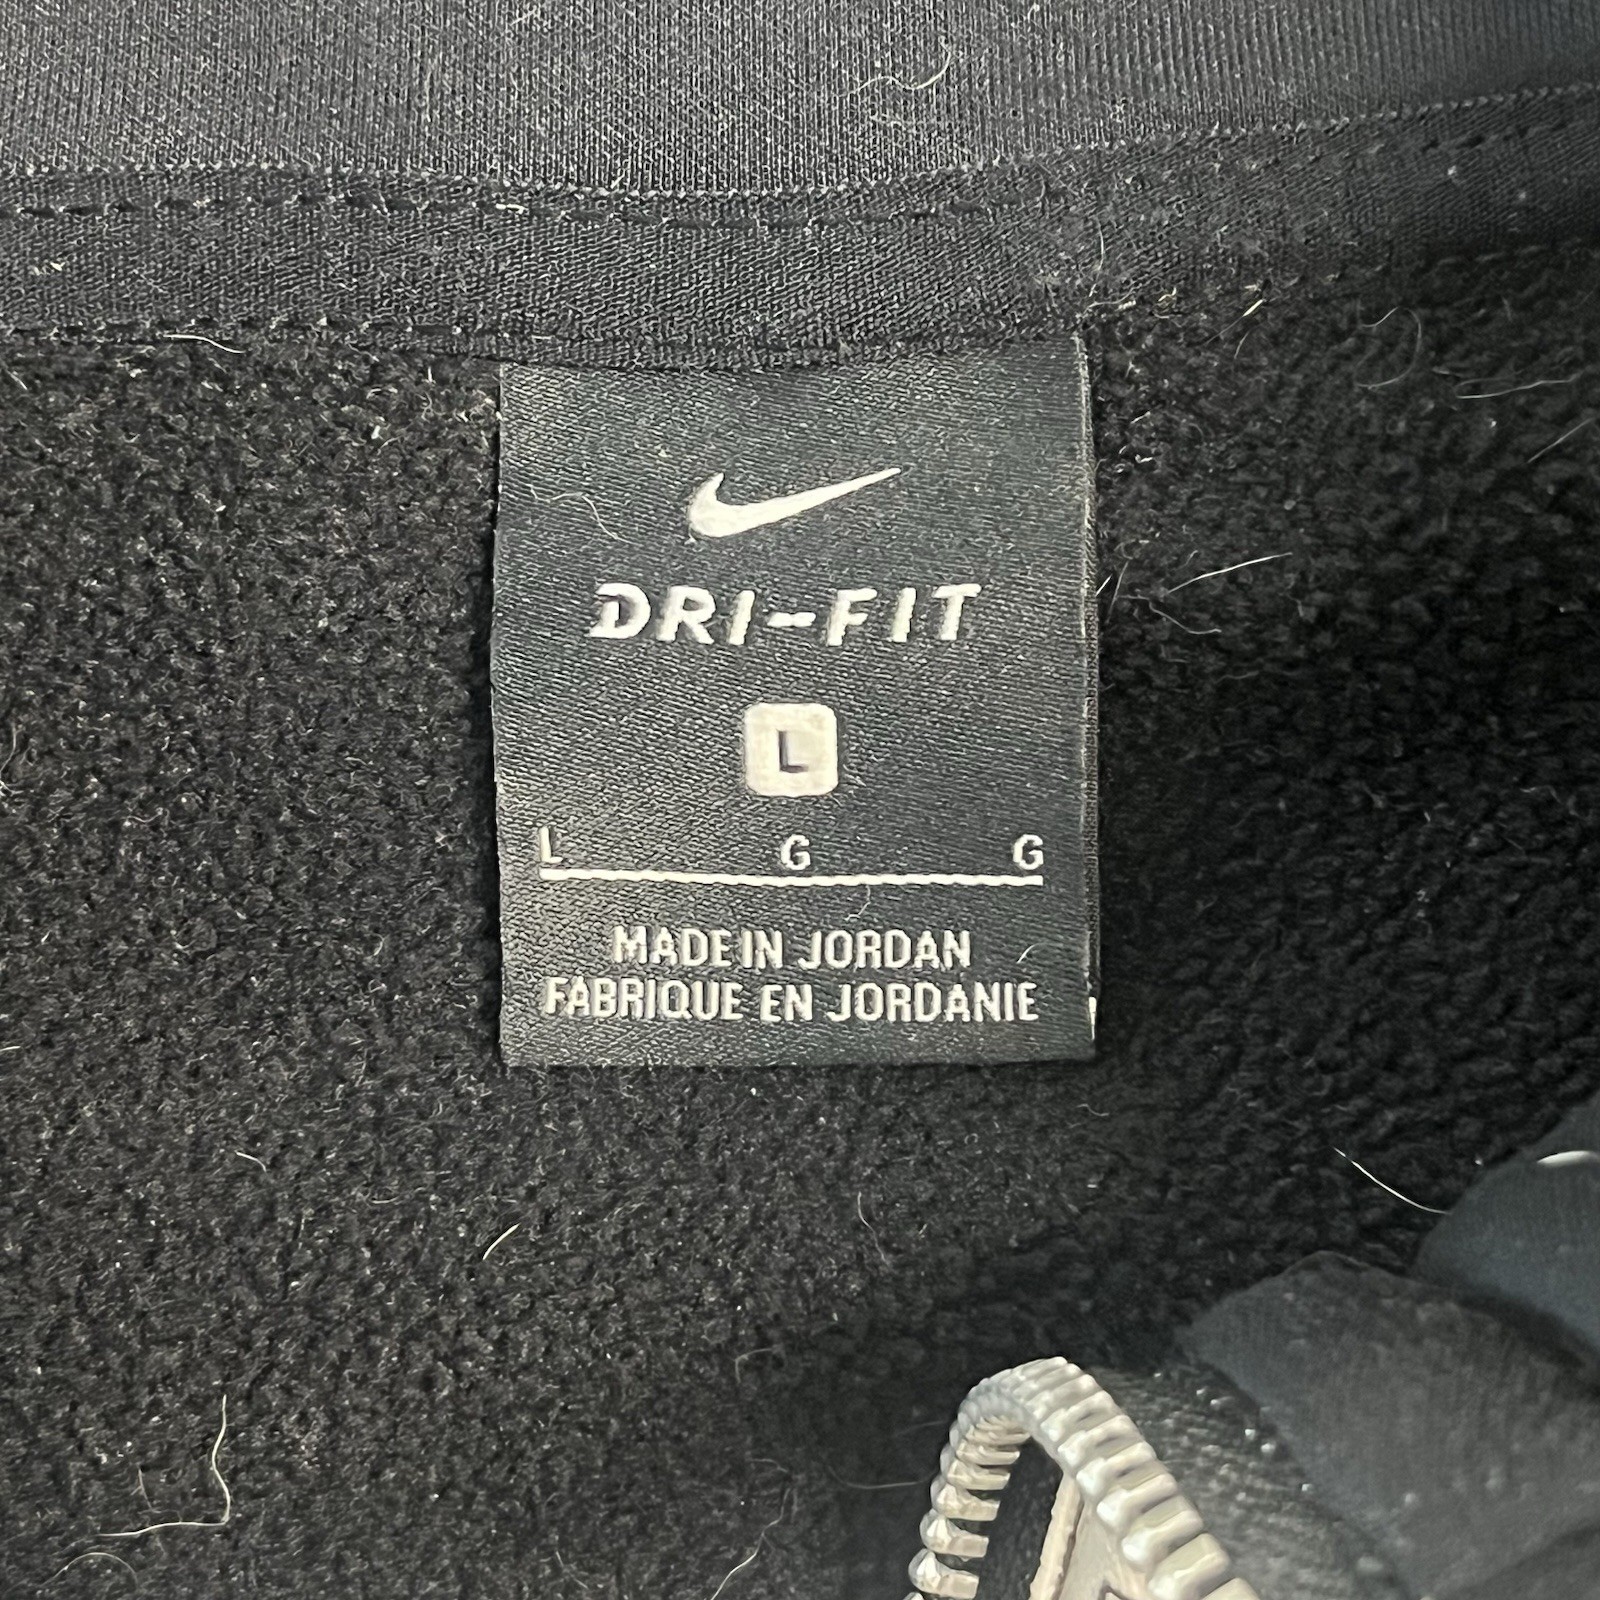 DRI-FIT
L
L G G
MADE IN JORDAN
FABRIQUE EN JORDANIE